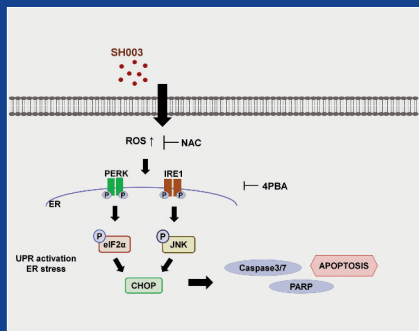 SH003
ROS ↑
NAC
PERK
IRE1
4PBA
P P
P P
ER
P
eIF2α
P
JNK
UPR activation
ER stress
CHOP
Caspase3/7
APOPTOSIS
PARP